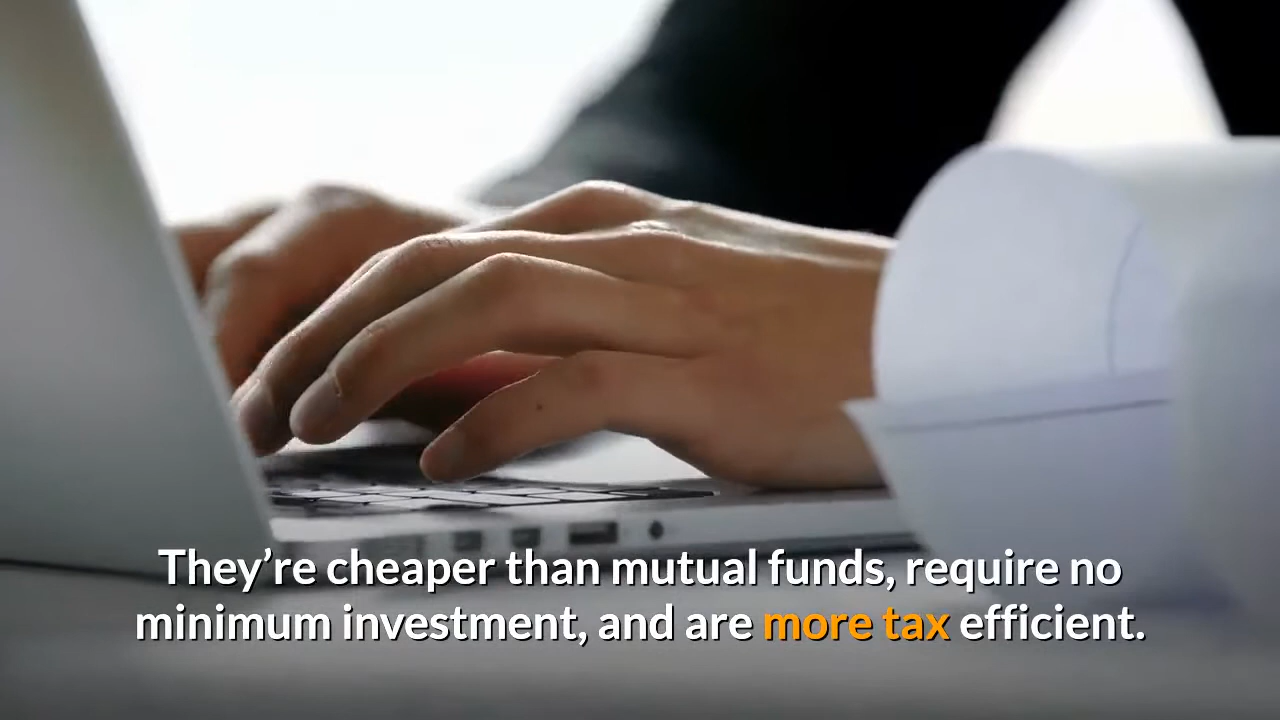 They’re cheaper than mutual funds, require no
minimum investment, and are more tax efficient.